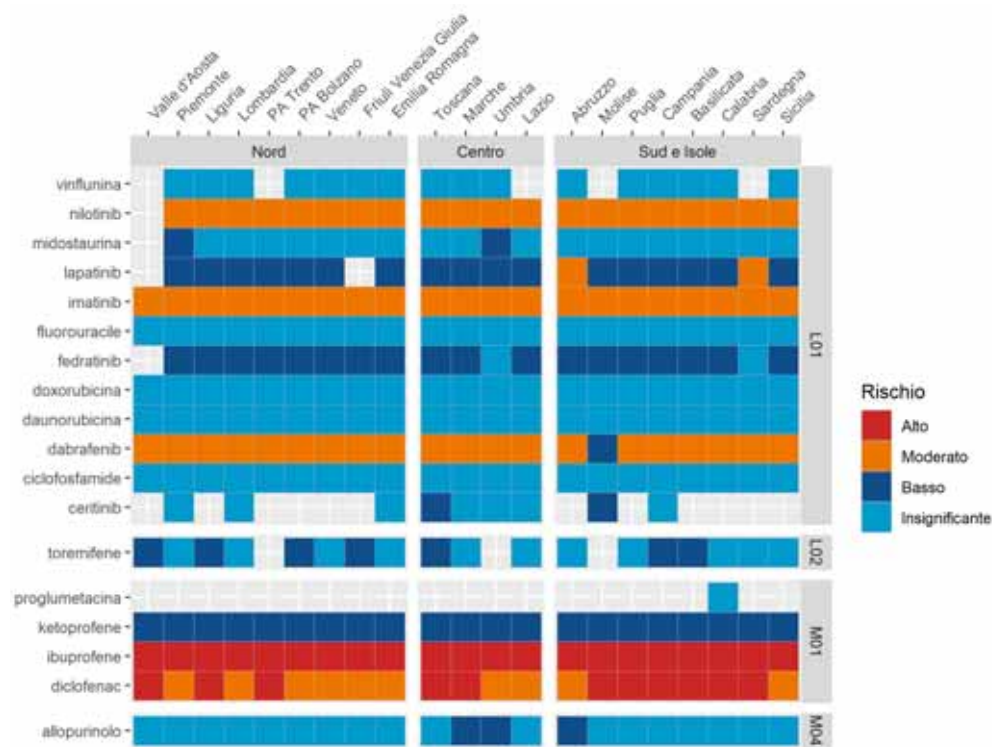 Valle d'Aosta
Piemonte
Liguria
Lombardia
PA Trento
PA Bolzano
Veneto
Friuli Venezia Giulia
Emilia Romagna
Toscana
Marche
Umbria
Lazio
Abruzzo
Molise
Puglia
Campania
Basilicata
Calabria
Sardegna
Sicilia
Nord Centro Sud e Isole
vinflunina
nilotinib
midostaurina
lapatinib
imatinib
fluorouracile
fedratinib
doxorubicina
daunorubicina
dabrafenib
ciclofosfamide
ceritinib
L01
toremifene
L02
proglumetacina
ketoprofene
ibuprofene
diclofenac
M01
allopurinolo
M04
Rischio
Alto
Moderato
Basso
Insignificante